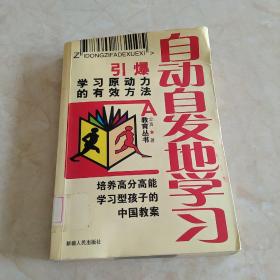 ZIDONGZIFADEXUEXI
自动自发地学习
引爆
学习原动力
的有效方法
A
教育丛书
培养高分高能
学习型孩子的
中国教案
新疆人民出版社